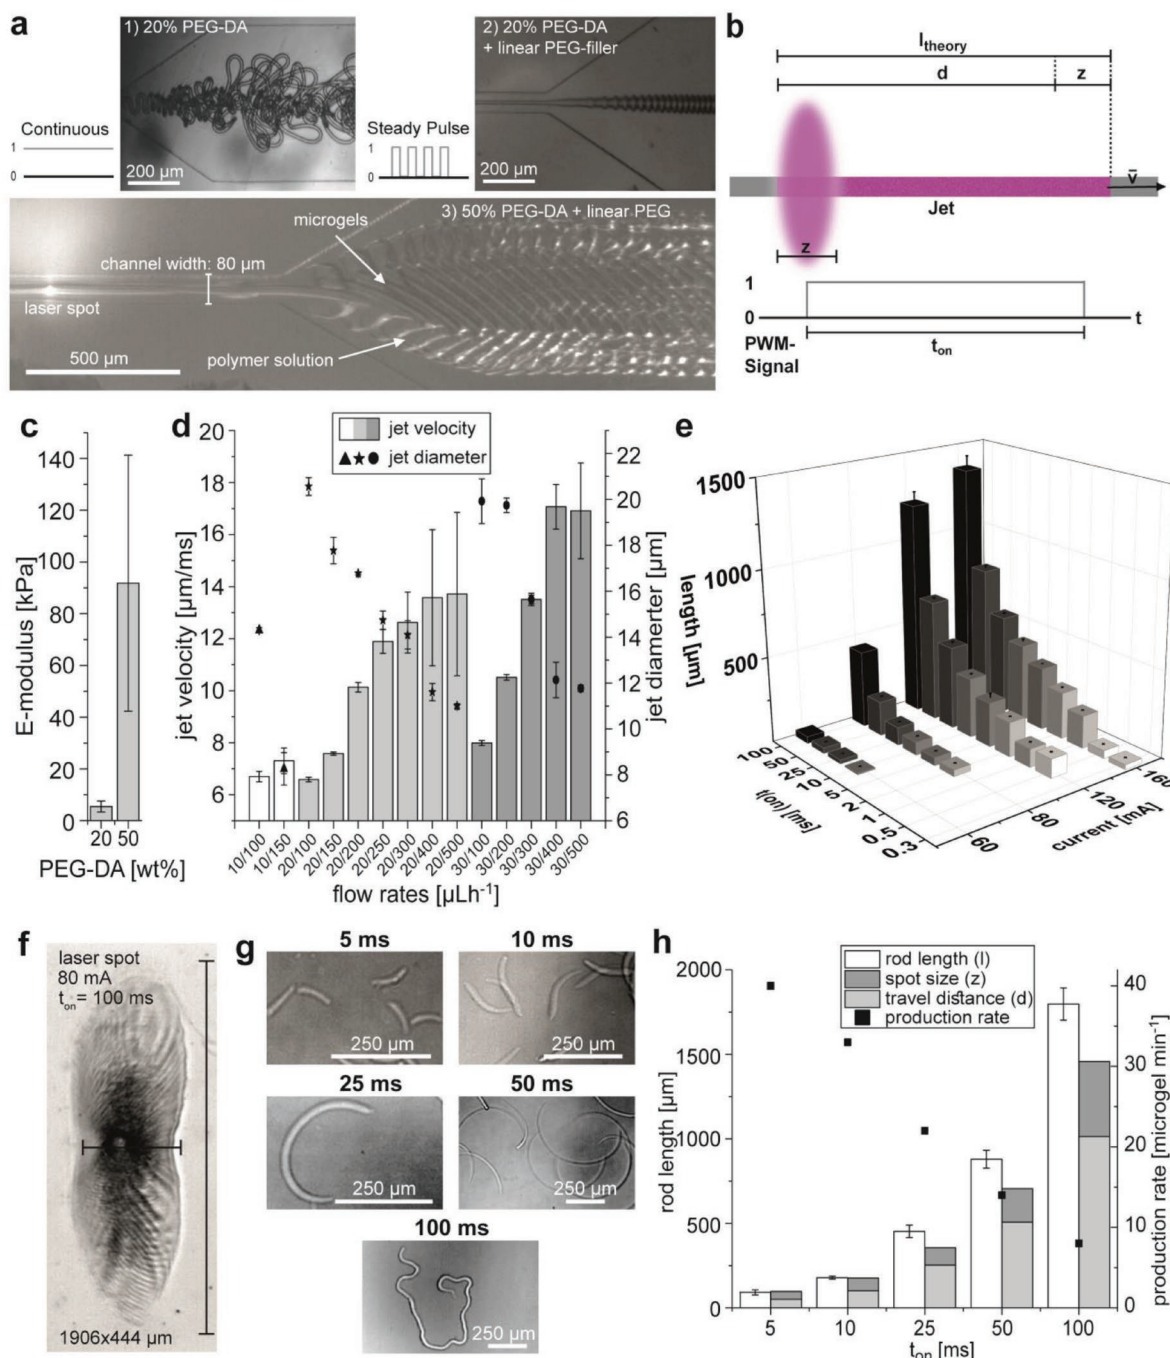 a
1) 20% PEG-DA
Continuous
1
0
200 µm
2) 20% PEG-DA
+ linear PEG-filler
Steady Pulse
1
0
200 µm
3) 50% PEG-DA + linear PEG
microgels
channel width: 80 µm
laser spot
polymer solution
500 µm
b
l_theory
d
z
v̄
Jet
z
1
0
t
PWM-
Signal
t_on
c
E-modulus [kPa]
140
120
100
80
60
40
20
0
20 50
PEG-DA [wt%]
d
jet velocity
jet diameter
jet velocity [µm/ms]
20
18
16
14
12
10
8
6
jet diamerter [µm]
22
20
18
16
14
12
10
8
6
10/100
10/150
20/100
20/150
20/200
20/250
20/300
20/400
20/500
30/100
30/200
30/300
30/400
30/500
flow rates [µLh⁻¹]
e
length [µm]
1500
1000
500
100
50
25
10
5
2
1
0.5
0.3
t(on) [ms]
60
80
120
160
current [mA]
f
laser spot
80 mA
t_on = 100 ms
1906x444 µm
g
5 ms
250 µm
10 ms
250 µm
25 ms
250 µm
50 ms
250 µm
100 ms
250 µm
h
rod length (l)
spot size (z)
travel distance (d)
production rate
rod length [µm]
2000
1500
1000
500
0
production rate [microgel min⁻¹]
40
30
20
10
0
5 10 25 50 100
t_on [ms]